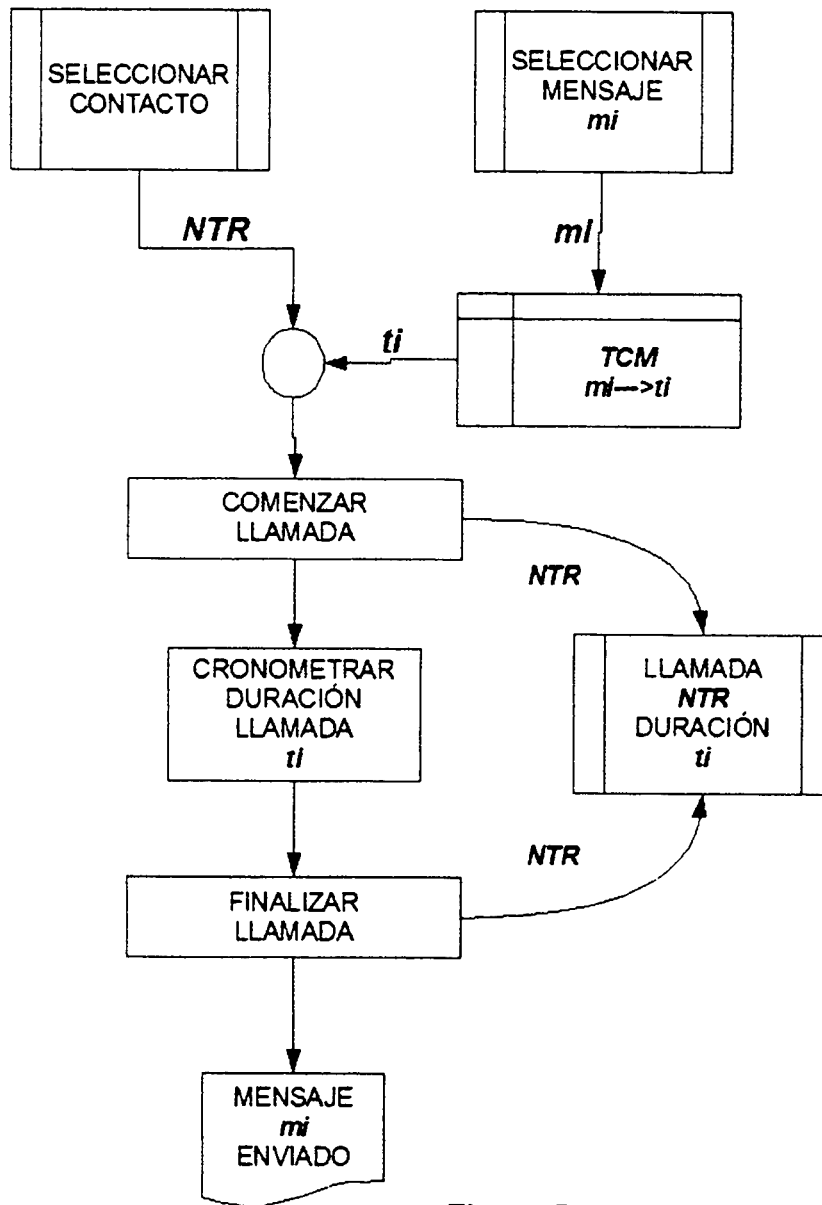 SELECCIONAR
CONTACTO
SELECCIONAR
MENSAJE
mi
NTR
mi
ti
TCM
mi--->ti
COMENZAR
LLAMADA
NTR
CRONOMETRAR
DURACIÓN
LLAMADA
ti
LLAMADA
NTR
DURACIÓN
ti
NTR
FINALIZAR
LLAMADA
MENSAJE
mi
ENVIADO